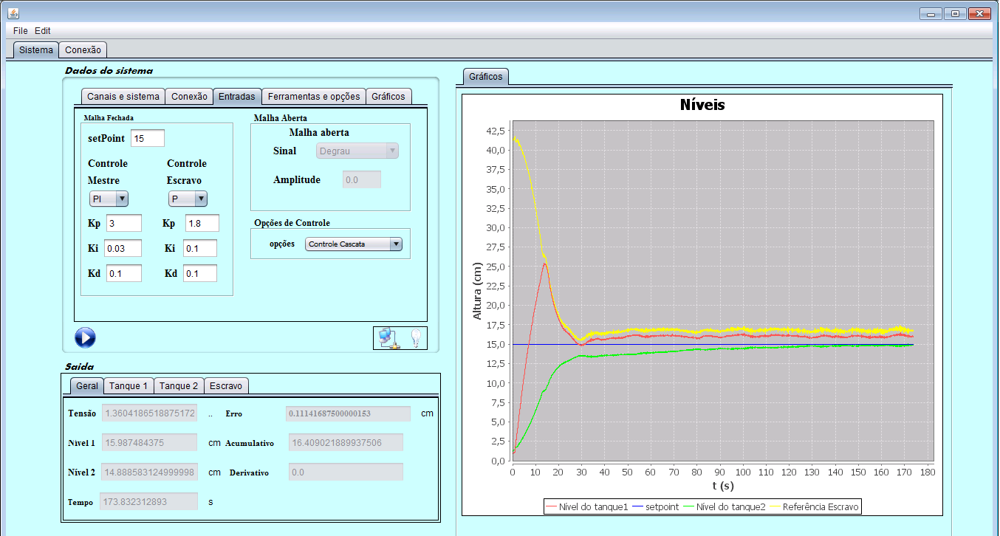 File Edit
Sistema Conexão
Dados do sistema
Canais e sistema Conexão Entradas Ferramentas e opções Gráficos
Malha Fechada
setPoint 15
Controle Controle
Mestre Escravo
PI P
Kp 3 Kp 1.8
Ki 0.03 Ki 0.1
Kd 0.1 Kd 0.1
Malha Aberta
Malha aberta
Sinal Degrau
Amplitude 0.0
Opções de Controle
opções Controle Cascata
Saida
Geral Tanque 1 Tanque 2 Escravo
Tensão 1.3604186518875172 .. Erro 0.11141687500000153 cm
Nível 1 15.987484375 cm Acumulativo 16.409021889937506
Nível 2 14.888583124999998 cm Derivativo 0.0
Tempo 173.832312893 s
Gráficos
Níveis
Altura (cm)
42,5
40,0
37,5
35,0
32,5
30,0
27,5
25,0
22,5
20,0
17,5
15,0
12,5
10,0
7,5
5,0
2,5
0,0
0 10 20 30 40 50 60 70 80 90 100 110 120 130 140 150 160 170 180
t (s)
Nível do tanque1 setpoint Nível do tanque2 Referência Escravo